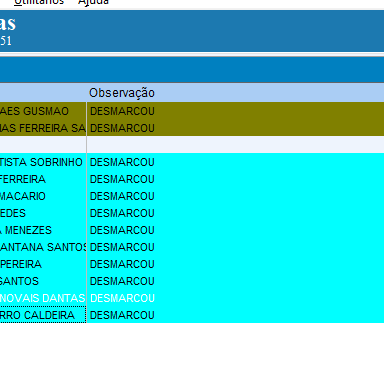 Utilitários Ajuda
as
51
Observação
AES GUSMAO DESMARCOU
IAS FERREIRA SA DESMARCOU
TISTA SOBRINHO DESMARCOU
FERREIRA DESMARCOU
MACARIO DESMARCOU
EDES DESMARCOU
A MENEZES DESMARCOU
ANTANA SANTOS DESMARCOU
PEREIRA DESMARCOU
SANTOS DESMARCOU
NOVAIS DANTAS DESMARCOU
RRO CALDEIRA DESMARCOU